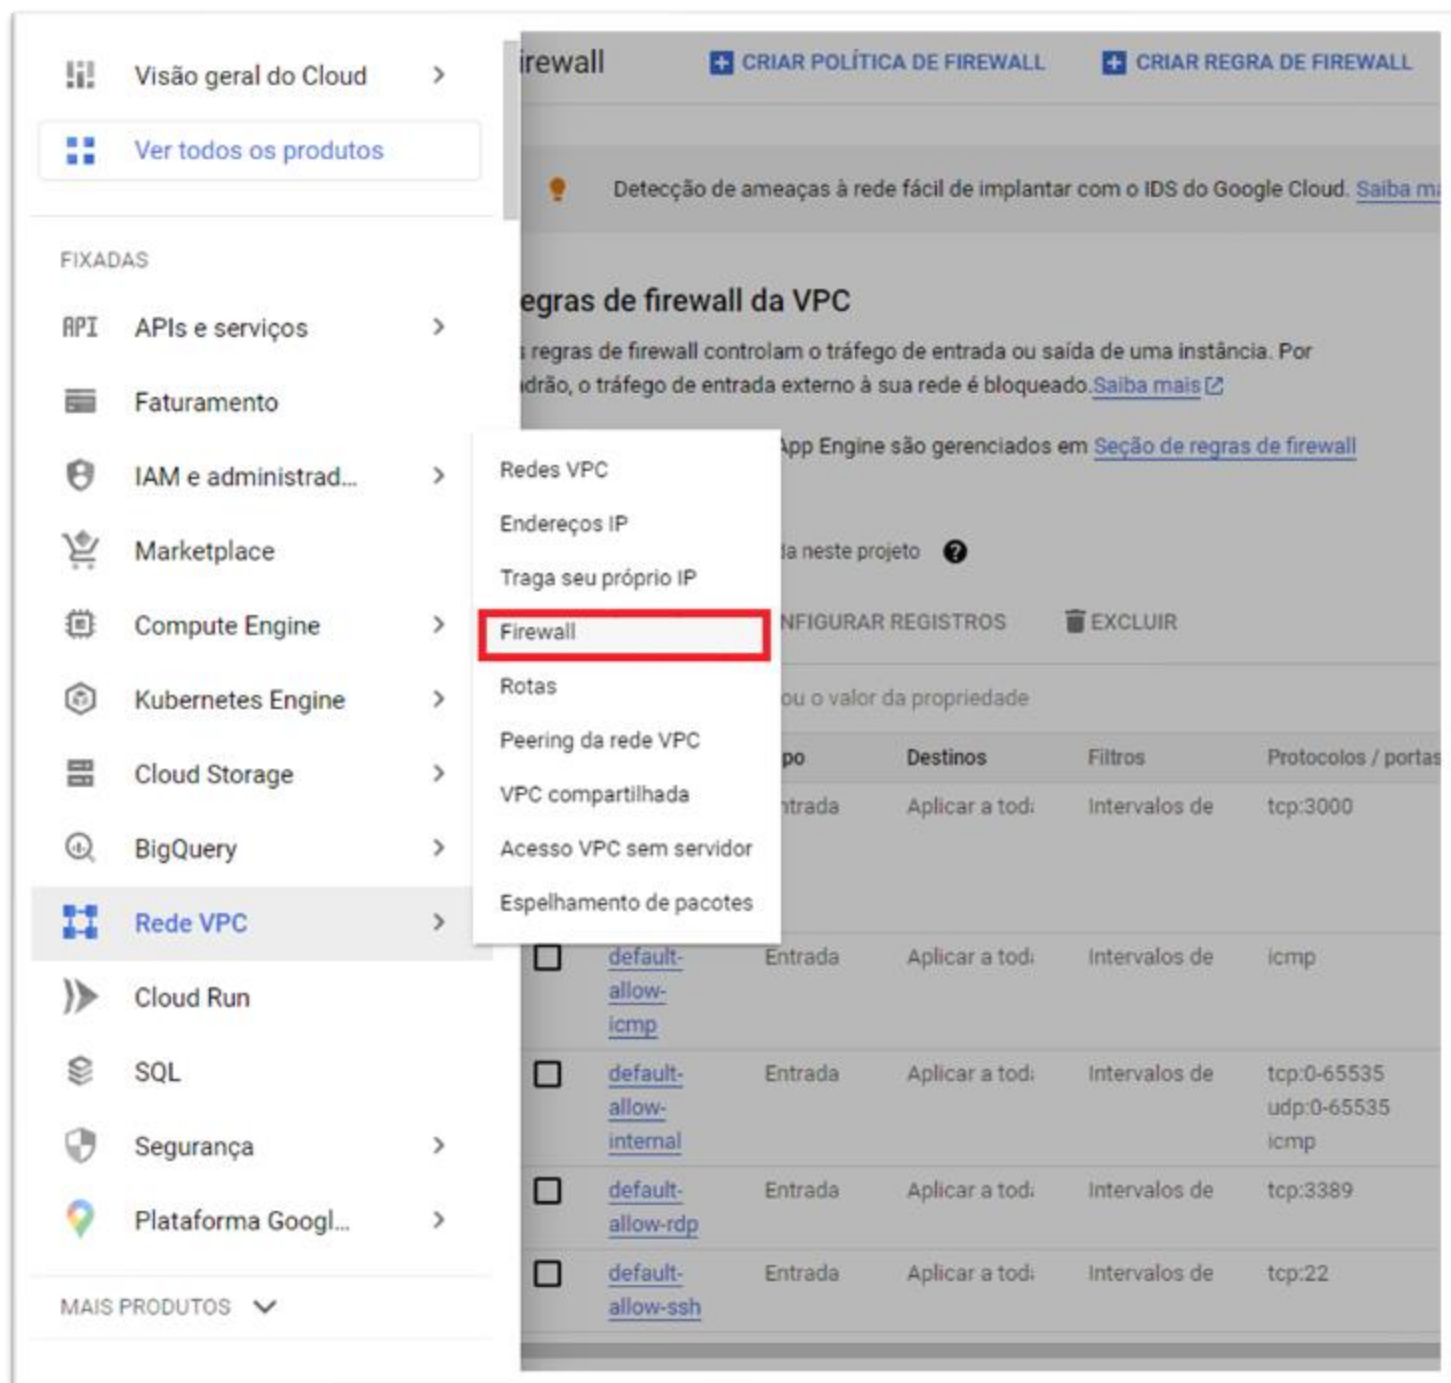 Visão geral do Cloud
Ver todos os produtos
FIXADAS
API APIs e serviços
Faturamento
IAM e administrad...
Marketplace
Compute Engine
Kubernetes Engine
Cloud Storage
BigQuery
Rede VPC
Cloud Run
SQL
Segurança
Plataforma Googl...
MAIS PRODUTOS
Redes VPC
Endereços IP
Traga seu próprio IP
Firewall
Rotas
Peering da rede VPC
VPC compartilhada
Acesso VPC sem servidor
Espelhamento de pacotes
irewall CRIAR POLÍTICA DE FIREWALL CRIAR REGRA DE FIREWALL
Detecção de ameaças à rede fácil de implantar com o IDS do Google Cloud. Saiba
egras de firewall da VPC
regras de firewall controlam o tráfego de entrada ou saída de uma instância. Por
drão, o tráfego de entrada externo à sua rede é bloqueado. Saiba mais
App Engine são gerenciados em Seção de regras de firewall
neste projeto
NFIGURAR REGISTROS EXCLUIR
ou o valor da propriedade
po Destinos Filtros Protocolos / portas
ntrada Aplicar a tod Intervalos de tcp:3000
default- Entrada Aplicar a tod Intervalos de icmp
allow-
icmp
default- Entrada Aplicar a tod Intervalos de tcp:0-65535
allow- udp:0-65535
internal icmp
default- Entrada Aplicar a tod Intervalos de tcp:3389
allow-rdp
default- Entrada Aplicar a tod Intervalos de tcp:22
allow-ssh